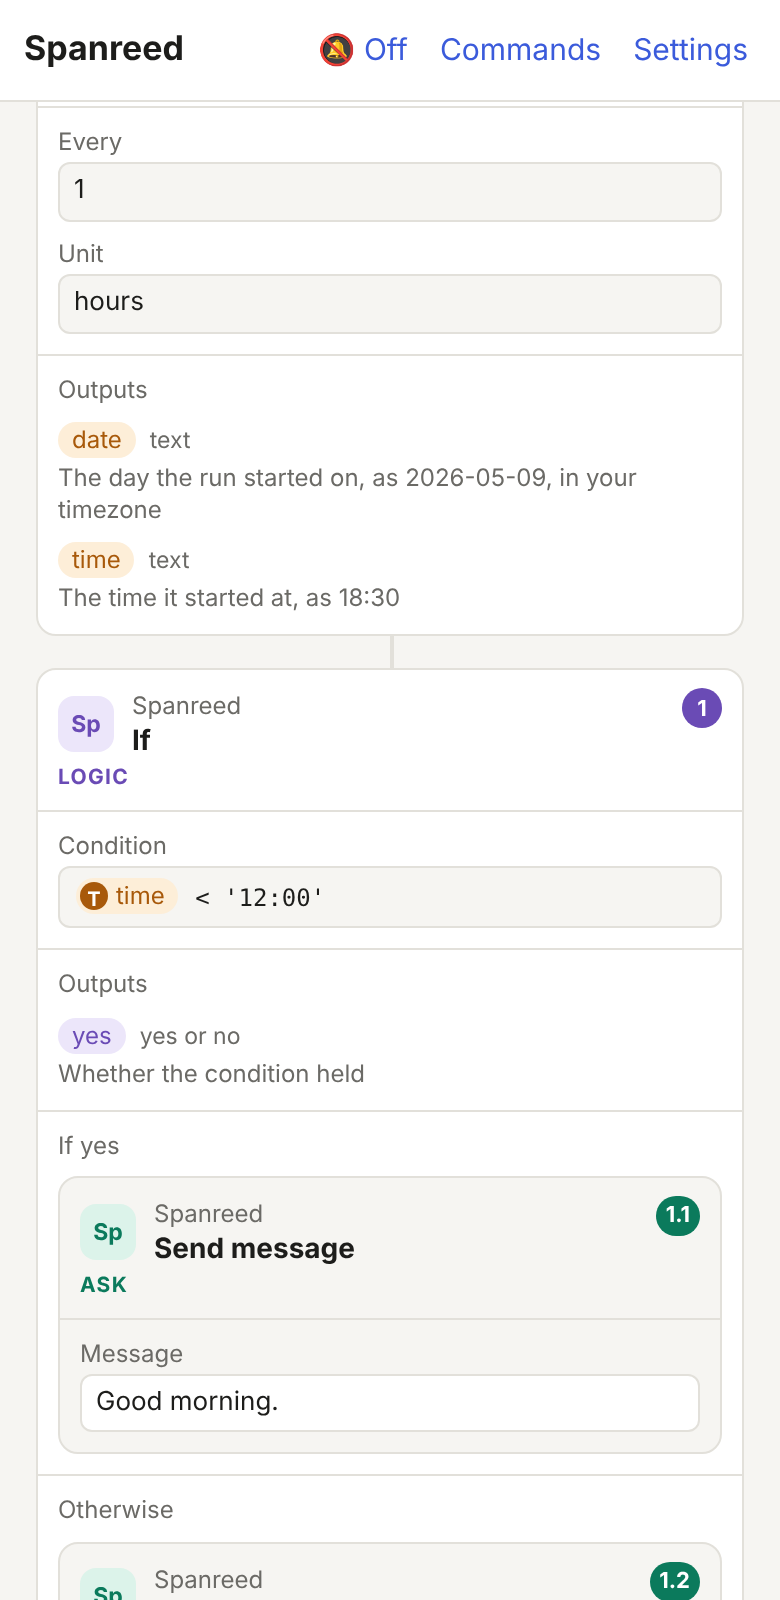 Spanreed Off Commands Settings
Every
1
Unit
hours
Outputs
date text
The day the run started on, as 2026-05-09, in your
timezone
time text
The time it started at, as 18:30
Sp Spanreed 1
If
LOGIC
Condition
T time < '12:00'
Outputs
yes yes or no
Whether the condition held
If yes
Sp Spanreed 1.1
Send message
ASK
Message
Good morning.
Otherwise
Sp Spanreed 1.2